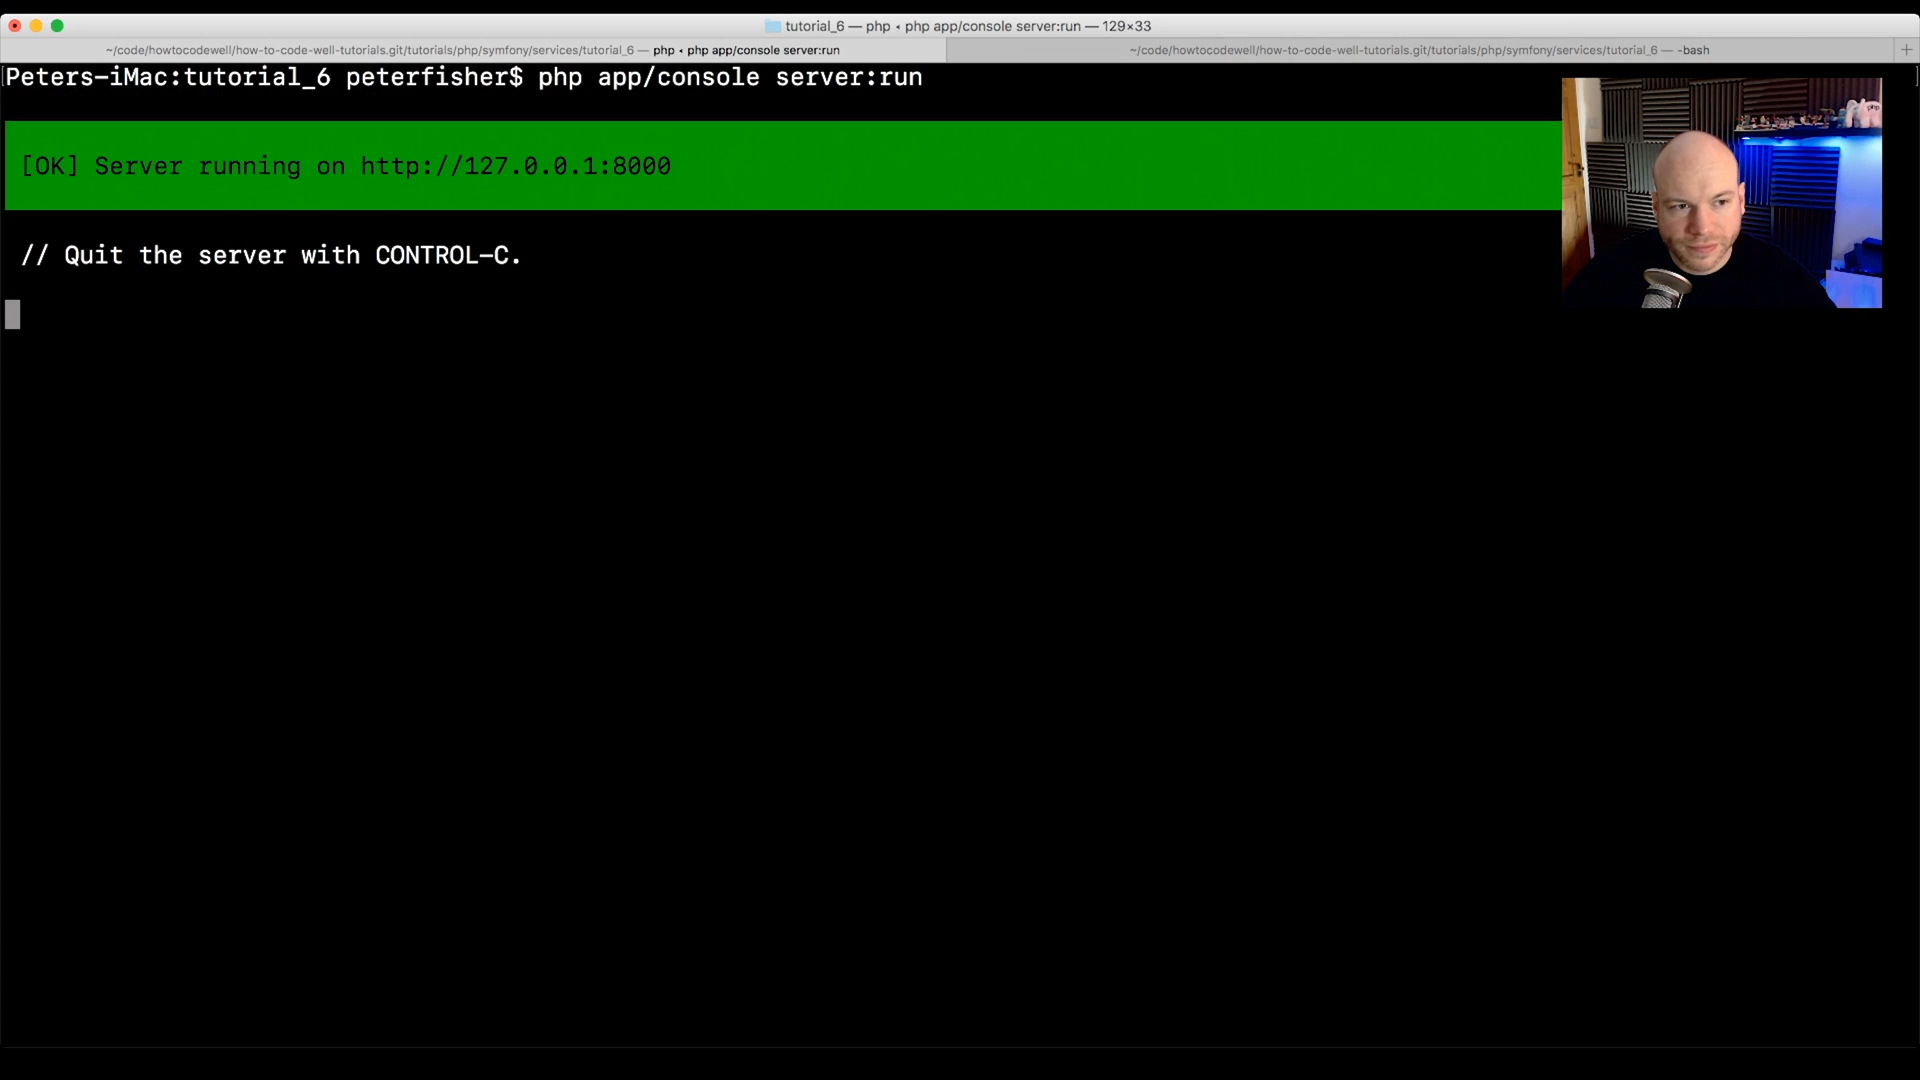 tutorial_6 — php ◂ php app/console server:run — 129×33
~/code/howtocodewell/how-to-code-well-tutorials.git/tutorials/php/symfony/services/tutorial_6 — php ◂ php app/console server:run
~/code/howtocodewell/how-to-code-well-tutorials.git/tutorials/php/symfony/services/tutorial_6 — -bash
Peters-iMac:tutorial_6 peterfisher$ php app/console server:run
[OK] Server running on http://127.0.0.1:8000
// Quit the server with CONTROL-C.
php